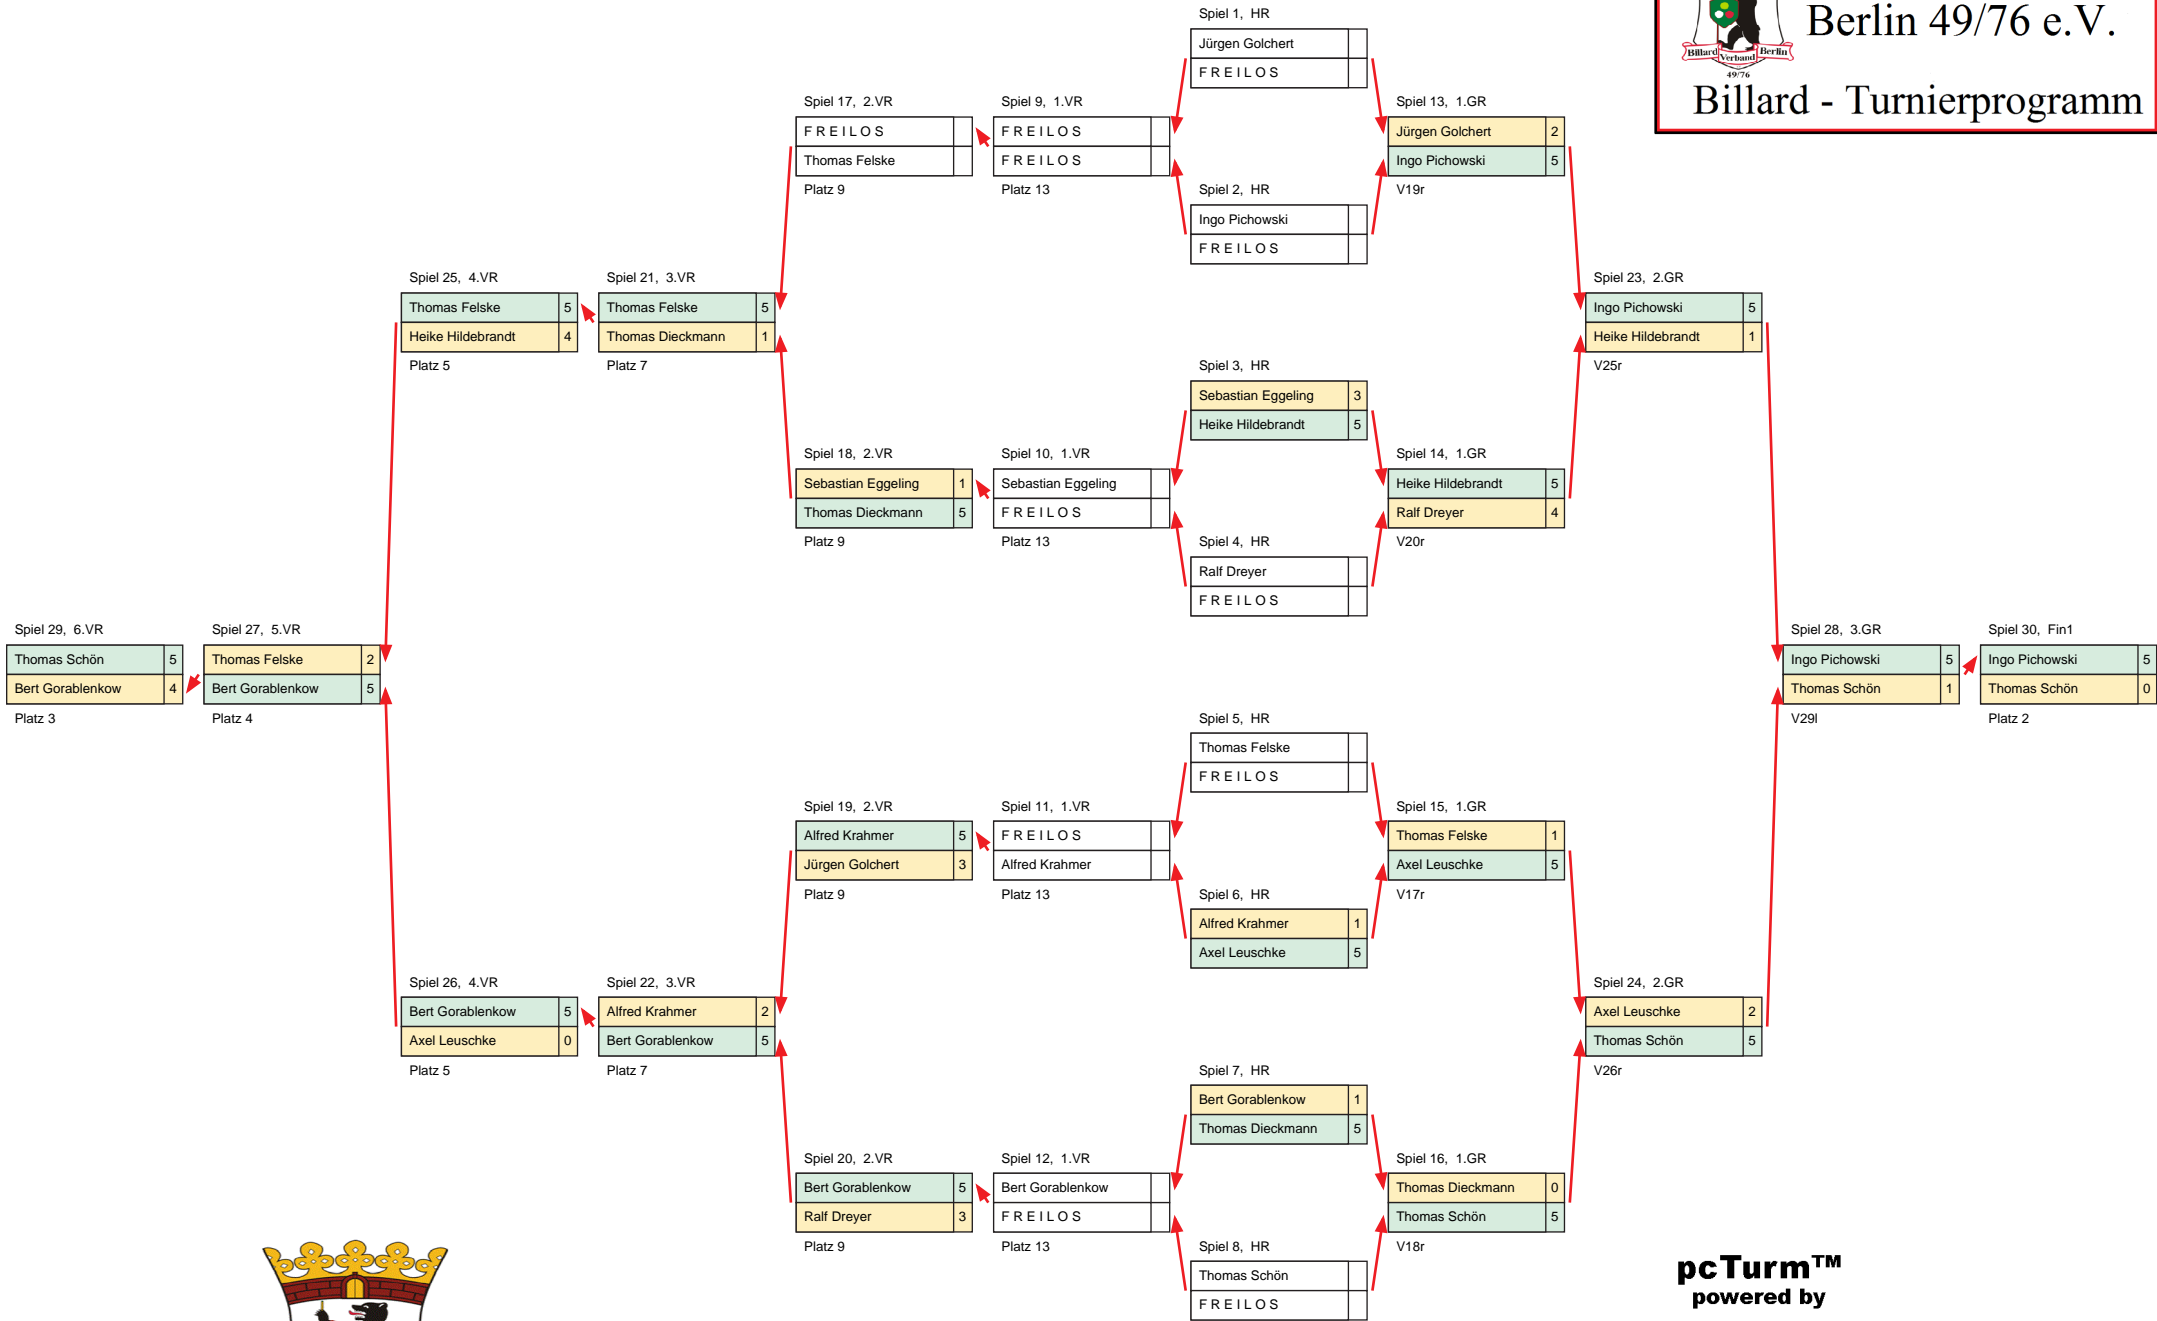 Berlin 49/76 e.V.
Billard Verband Berlin
49/76
Billard - Turnierprogramm
Spiel 29, 6.VR
Thomas Schön 5
Bert Gorablenkow 4
Platz 3
Spiel 27, 5.VR
Thomas Felske 2
Bert Gorablenkow 5
Platz 4
Spiel 25, 4.VR
Thomas Felske 5
Heike Hildebrandt 4
Platz 5
Spiel 26, 4.VR
Bert Gorablenkow 5
Axel Leuschke 0
Platz 5
Spiel 21, 3.VR
Thomas Felske 5
Thomas Dieckmann 1
Platz 7
Spiel 22, 3.VR
Alfred Krahmer 2
Bert Gorablenkow 5
Platz 7
Spiel 17, 2.VR
F R E I L O S
Thomas Felske
Platz 9
Spiel 18, 2.VR
Sebastian Eggeling 1
Thomas Dieckmann 5
Platz 9
Spiel 19, 2.VR
Alfred Krahmer 5
Jürgen Golchert 3
Platz 9
Spiel 20, 2.VR
Bert Gorablenkow 5
Ralf Dreyer 3
Platz 9
Spiel 9, 1.VR
F R E I L O S
F R E I L O S
Platz 13
Spiel 10, 1.VR
Sebastian Eggeling
F R E I L O S
Platz 13
Spiel 11, 1.VR
F R E I L O S
Alfred Krahmer
Platz 13
Spiel 12, 1.VR
Bert Gorablenkow
F R E I L O S
Platz 13
Spiel 1, HR
Jürgen Golchert
F R E I L O S
Spiel 2, HR
Ingo Pichowski
F R E I L O S
Spiel 3, HR
Sebastian Eggeling 3
Heike Hildebrandt 5
Spiel 4, HR
Ralf Dreyer
F R E I L O S
Spiel 5, HR
Thomas Felske
F R E I L O S
Spiel 6, HR
Alfred Krahmer 1
Axel Leuschke 5
Spiel 7, HR
Bert Gorablenkow 1
Thomas Dieckmann 5
Spiel 8, HR
Thomas Schön
F R E I L O S
Spiel 13, 1.GR
Jürgen Golchert 2
Ingo Pichowski 5
V19r
Spiel 14, 1.GR
Heike Hildebrandt 5
Ralf Dreyer 4
V20r
Spiel 15, 1.GR
Thomas Felske 1
Axel Leuschke 5
V17r
Spiel 16, 1.GR
Thomas Dieckmann 0
Thomas Schön 5
V18r
Spiel 23, 2.GR
Ingo Pichowski 5
Heike Hildebrandt 1
V25r
Spiel 24, 2.GR
Axel Leuschke 2
Thomas Schön 5
V26r
Spiel 28, 3.GR
Ingo Pichowski 5
Thomas Schön 1
V29l
Spiel 30, Fin1
Ingo Pichowski 5
Thomas Schön 0
Platz 2
pcTurm™
powered by